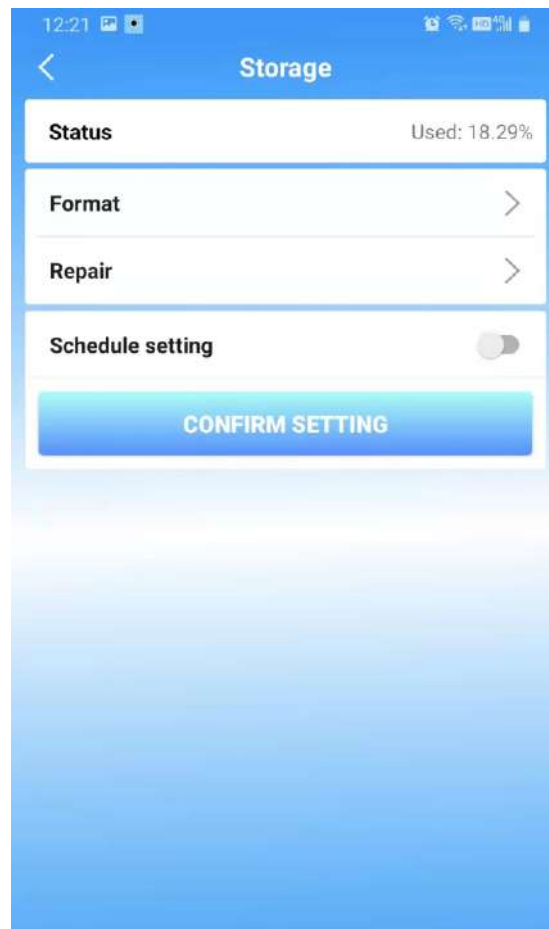 12:21
Storage
Status Used: 18.29%
Format
Repair
Schedule setting
CONFIRM SETTING